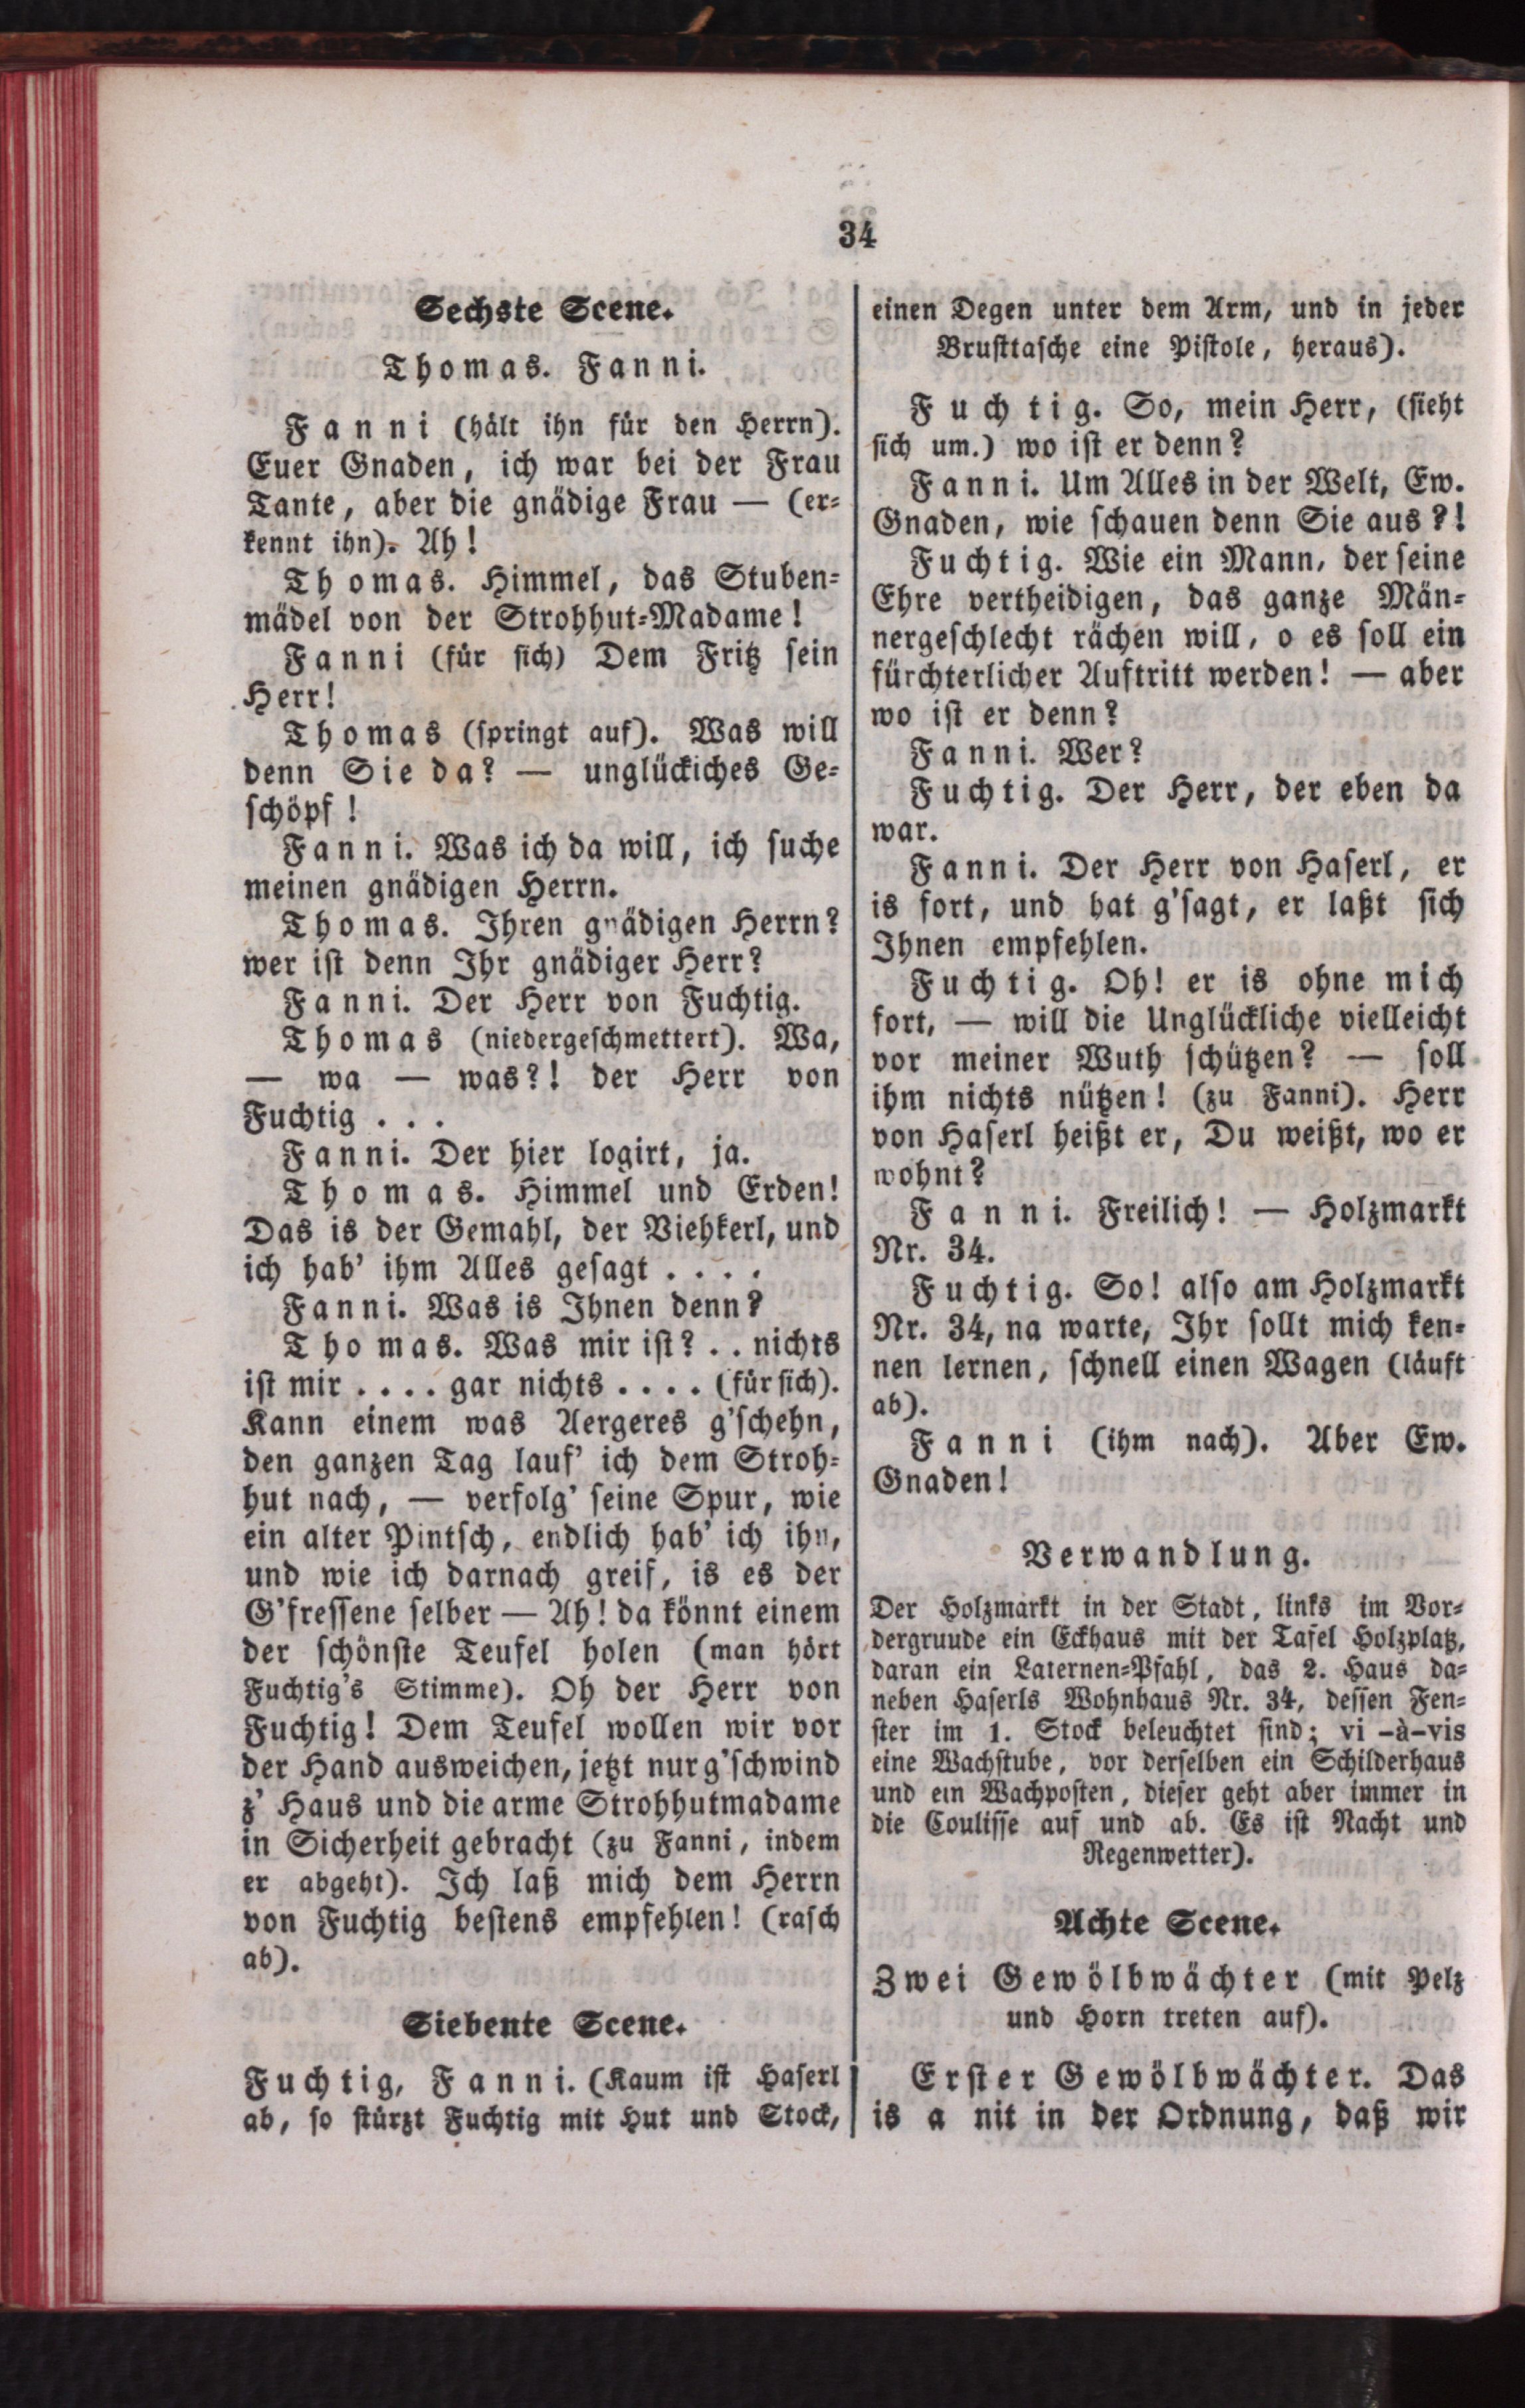 34
Sechste Scene.
Thomas. Fanni.
Fanni (hält ihn für den Herrn).
Euer Gnaden, ich war bei der Frau
Tante, aber die gnädige Frau — (er-
kennt ihn). Ah!
Thomas. Himmel, das Stuben-
mädel von der Strohhut-Madame!
Fanni (für sich) Dem Fritz sein
Herr!
Thomas (springt auf). Was will
denn Sie da? — unglückiches Ge-
schöpf!
Fanni. Was ich da will, ich suche
meinen gnädigen Herrn.
Thomas. Ihren gnädigen Herrn?
wer ist denn Ihr gnädiger Herr?
Fanni. Der Herr von Fuchtig.
Thomas (niedergeschmettert). Wa,
— wa — was?! der Herr von
Fuchtig . . .
Fanni. Der hier logirt, ja.
Thomas. Himmel und Erden!
Das is der Gemahl, der Viehkerl, und
ich hab' ihm Alles gesagt . . . .
Fanni. Was is Ihnen denn?
Thomas. Was mir ist? . . nichts
ist mir . . . . gar nichts . . . . (für sich).
Kann einem was Aergeres g'schehn,
den ganzen Tag lauf' ich dem Stroh-
hut nach, — verfolg' seine Spur, wie
ein alter Pintsch, endlich hab' ich ihn,
und wie ich darnach greif, is es der
G'fressene selber — Ah! da könnt einem
der schönste Teufel holen (man hört
Fuchtig's Stimme). Oh der Herr von
Fuchtig! Dem Teufel wollen wir vor
der Hand ausweichen, jetzt nur g'schwind
z' Haus und die arme Strohhutmadame
in Sicherheit gebracht (zu Fanni, indem
er abgeht). Ich laß mich dem Herrn
von Fuchtig bestens empfehlen! (rasch
ab).
Siebente Scene.
Fuchtig, Fanni. (Kaum ist Haserl
ab, so stürzt Fuchtig mit Hut und Stock,
einen Degen unter dem Arm, und in jeder
Brusttasche eine Pistole, heraus).
Fuchtig. So, mein Herr, (sieht
sich um.) wo ist er denn?
Fanni. Um Alles in der Welt, Ew.
Gnaden, wie schauen denn Sie aus?!
Fuchtig. Wie ein Mann, der seine
Ehre vertheidigen, das ganze Män-
nergeschlecht rächen will, o es soll ein
fürchterlicher Auftritt werden! — aber
wo ist er denn?
Fanni. Wer?
Fuchtig. Der Herr, der eben da
war.
Fanni. Der Herr von Haserl, er
is fort, und hat g'sagt, er laßt sich
Ihnen empfehlen.
Fuchtig. Oh! er is ohne mich
fort, — will die Unglückliche vielleicht
vor meiner Wuth schützen? — soll
ihm nichts nützen! (zu Fanni). Herr
von Haserl heißt er, Du weißt, wo er
wohnt?
Fanni. Freilich! — Holzmarkt
Nr. 34.
Fuchtig. So! also am Holzmarkt
Nr. 34, na warte, Ihr sollt mich ken-
nen lernen, schnell einen Wagen (läuft
ab).
Fanni (ihm nach). Aber Ew.
Gnaden!
Verwandlung.
Der Holzmarkt in der Stadt, links im Vor-
dergruude ein Eckhaus mit der Tafel Holzplatz,
daran ein Laternen-Pfahl, das 2. Haus da-
neben Haserls Wohnhaus Nr. 34, dessen Fen-
ster im 1. Stock beleuchtet sind; vi -à-vis
eine Wachstube, vor derselben ein Schilderhaus
und ein Wachposten, dieser geht aber immer in
die Coulisse auf und ab. Es ist Nacht und
Regenwetter).
Achte Scene.
Zwei Gewölbwächter (mit Pelz
und Horn treten auf).
Erster Gewölbwächter. Das
is a nit in der Ordnung, daß wir